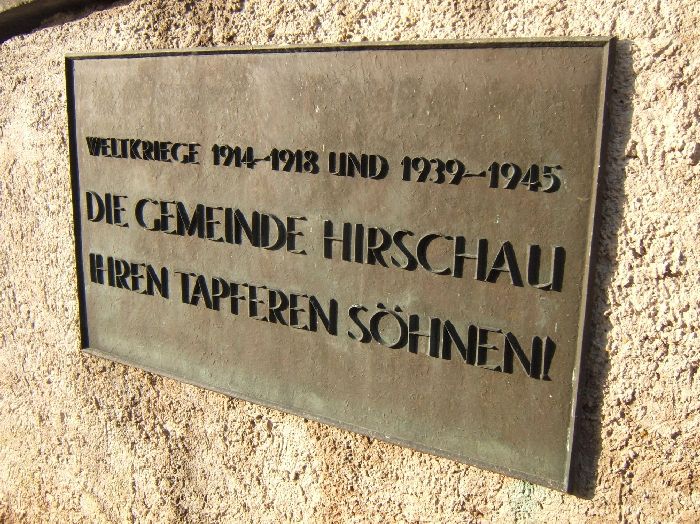 WELTKRIEGE 1914–1918 UND 1939–1945
DIE GEMEINDE HIRSCHAU
IHREN TAPFEREN SÖHNEN!